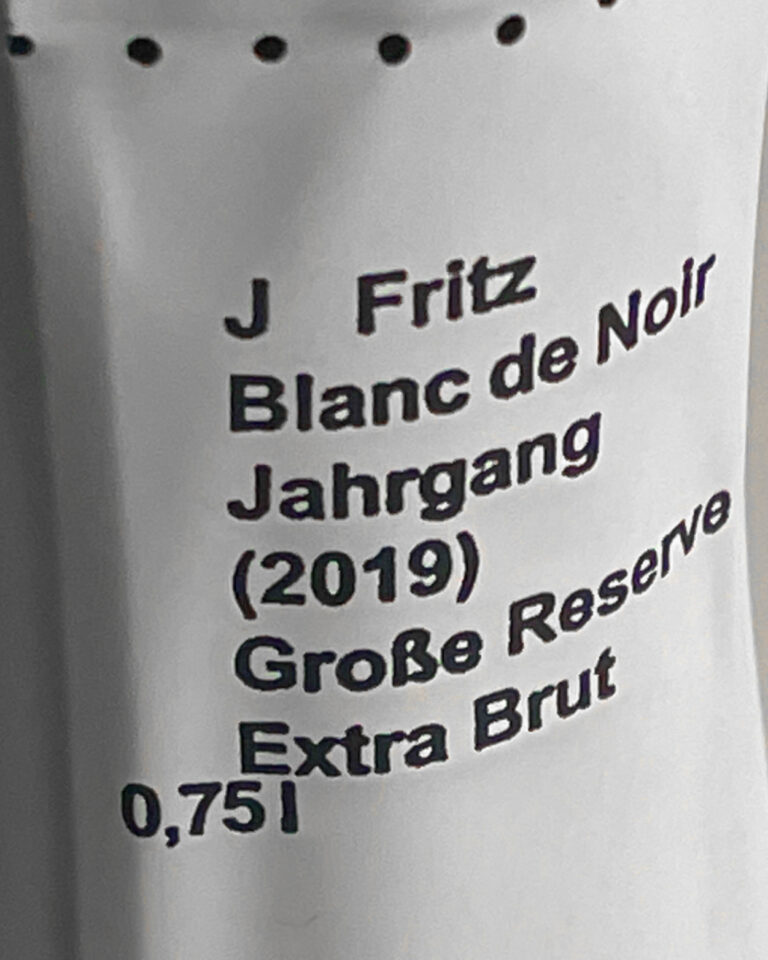 J Fritz
Blanc de Noir
Jahrgang
(2019)
Große Reserve
Extra Brut
0,75 l